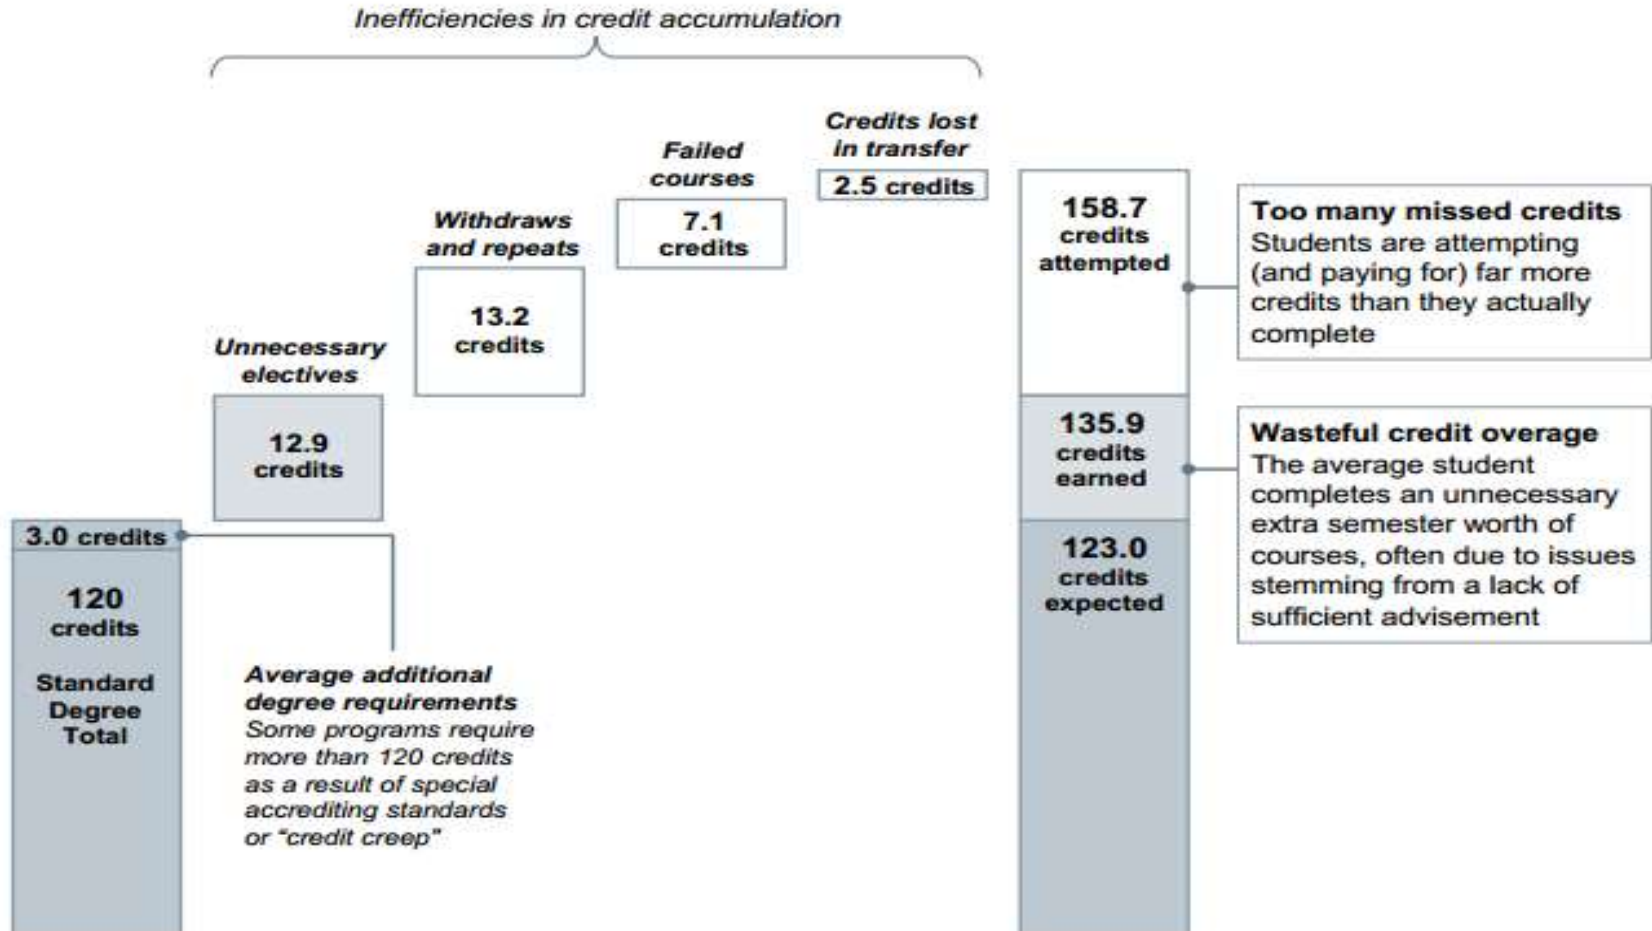 Inefficiencies in credit accumulation
Credits lost
in transfer
2.5 credits
Failed
courses
7.1
credits
Withdraws
and repeats
13.2
credits
Unnecessary
electives
12.9
credits
3.0 credits
120
credits
Standard
Degree
Total
Average additional
degree requirements
Some programs require
more than 120 credits
as a result of special
accrediting standards
or “credit creep”
158.7
credits
attempted
135.9
credits
earned
123.0
credits
expected
Too many missed credits
Students are attempting
(and paying for) far more
credits than they actually
complete
Wasteful credit overage
The average student
completes an unnecessary
extra semester worth of
courses, often due to issues
stemming from a lack of
sufficient advisement